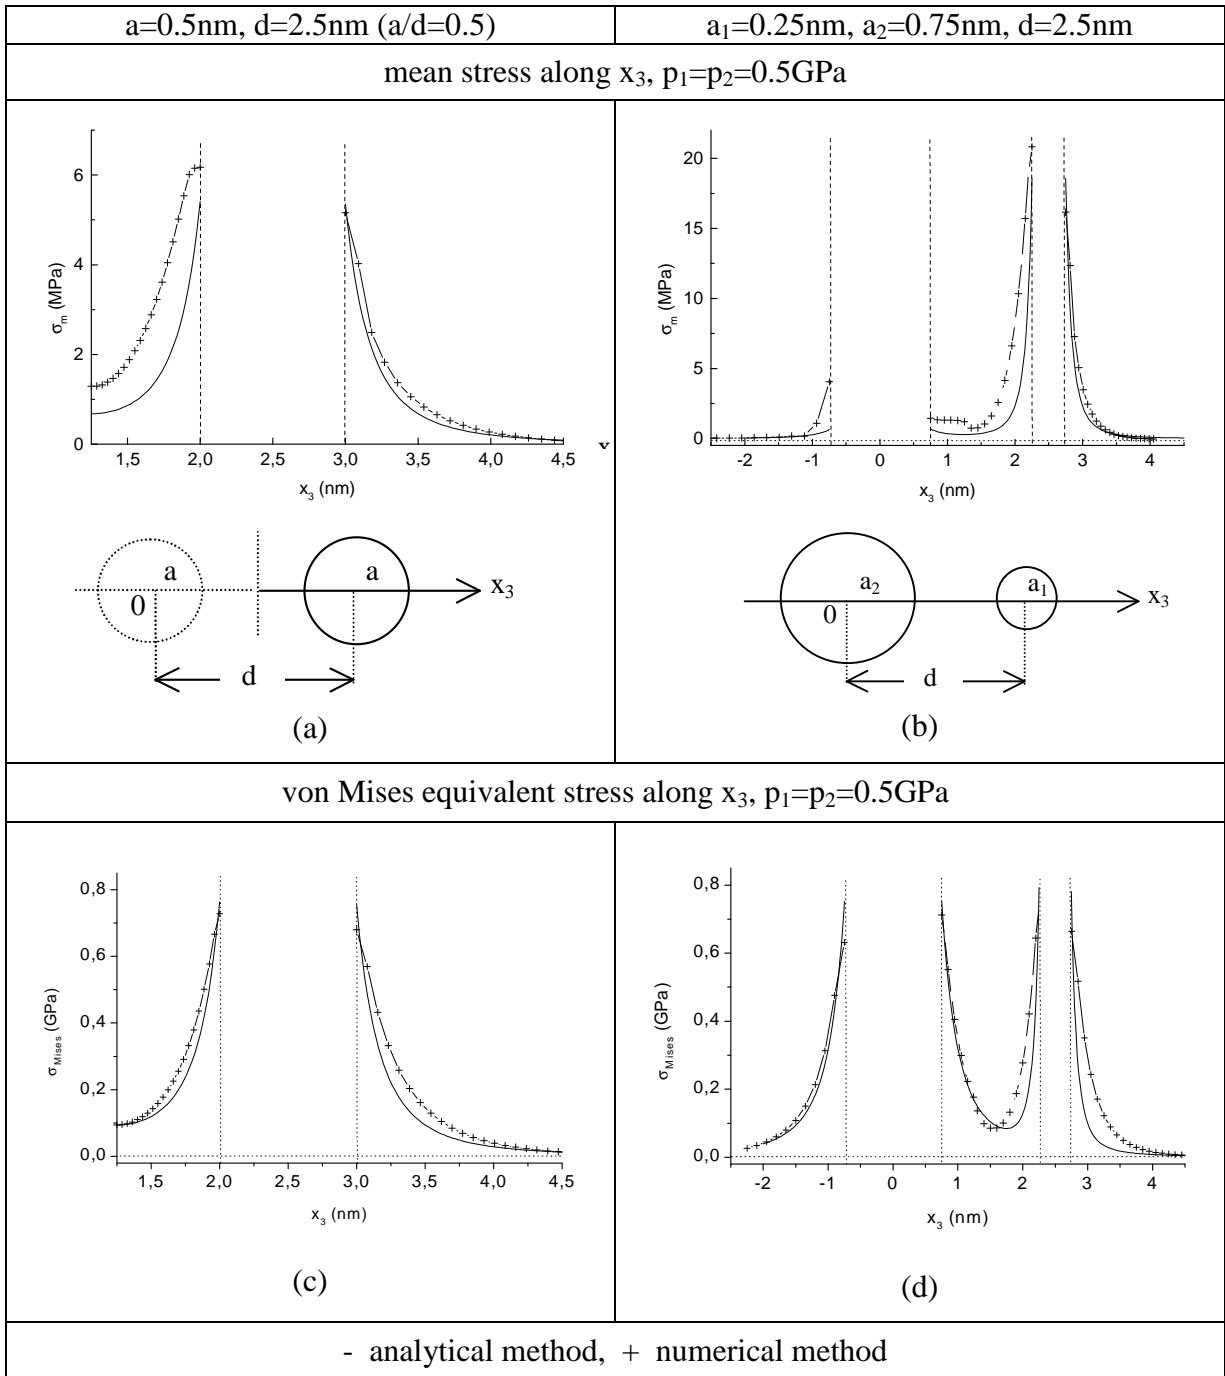 a=0.5nm, d=2.5nm (a/d=0.5)
a₁=0.25nm, a₂=0.75nm, d=2.5nm
mean stress along x₃, p₁=p₂=0.5GPa
6
4
2
0
σₘ (MPa)
1,5 2,0 2,5 3,0 3,5 4,0 4,5
x₃ (nm)
a
a
0
x₃
d
(a)
20
15
10
5
0
σₘ (MPa)
-2 -1 0 1 2 3 4
x₃ (nm)
a₂
a₁
0
x₃
d
(b)
von Mises equivalent stress along x₃, p₁=p₂=0.5GPa
0,8
0,6
0,4
0,2
0,0
σMises (GPa)
1,5 2,0 2,5 3,0 3,5 4,0 4,5
x₃ (nm)
(c)
0,8
0,6
0,4
0,2
0,0
σMises (GPa)
-2 -1 0 1 2 3 4
x₃ (nm)
(d)
- analytical method, + numerical method